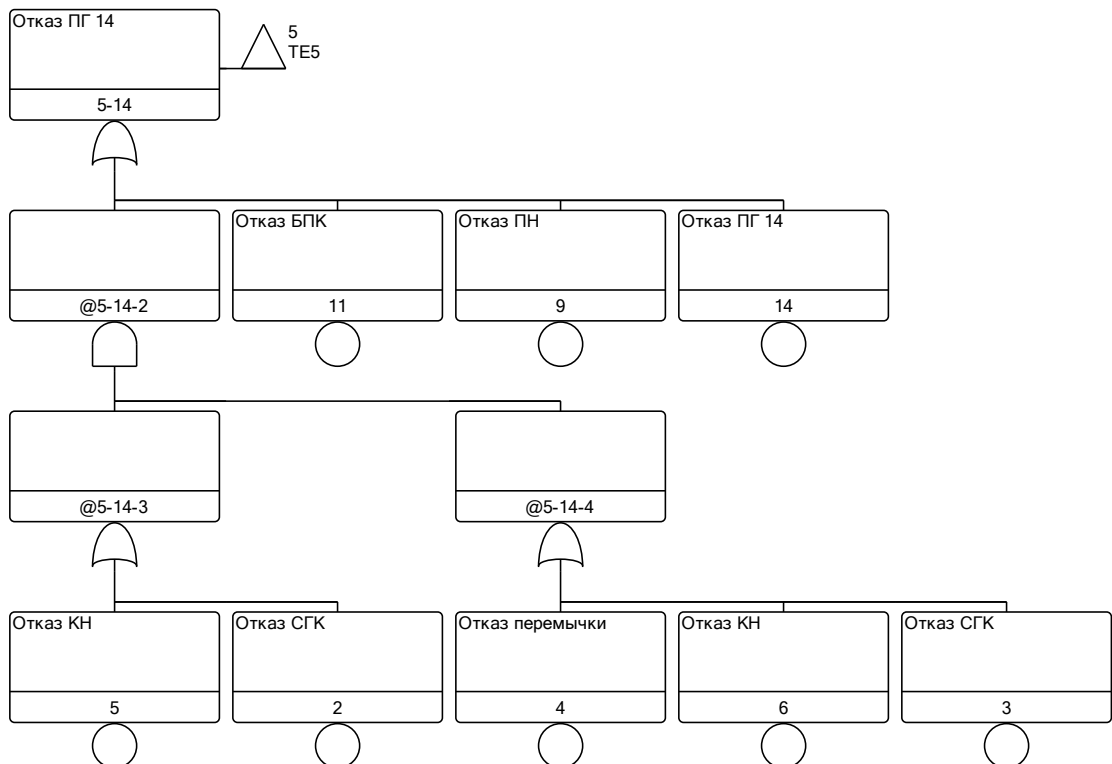 Отказ ПГ 14
5
TE5
5-14
Отказ БПК
Отказ ПН
Отказ ПГ 14
@5-14-2
11
9
14
@5-14-3
@5-14-4
Отказ КН
Отказ СГК
Отказ перемычки
Отказ КН
Отказ СГК
5
2
4
6
3